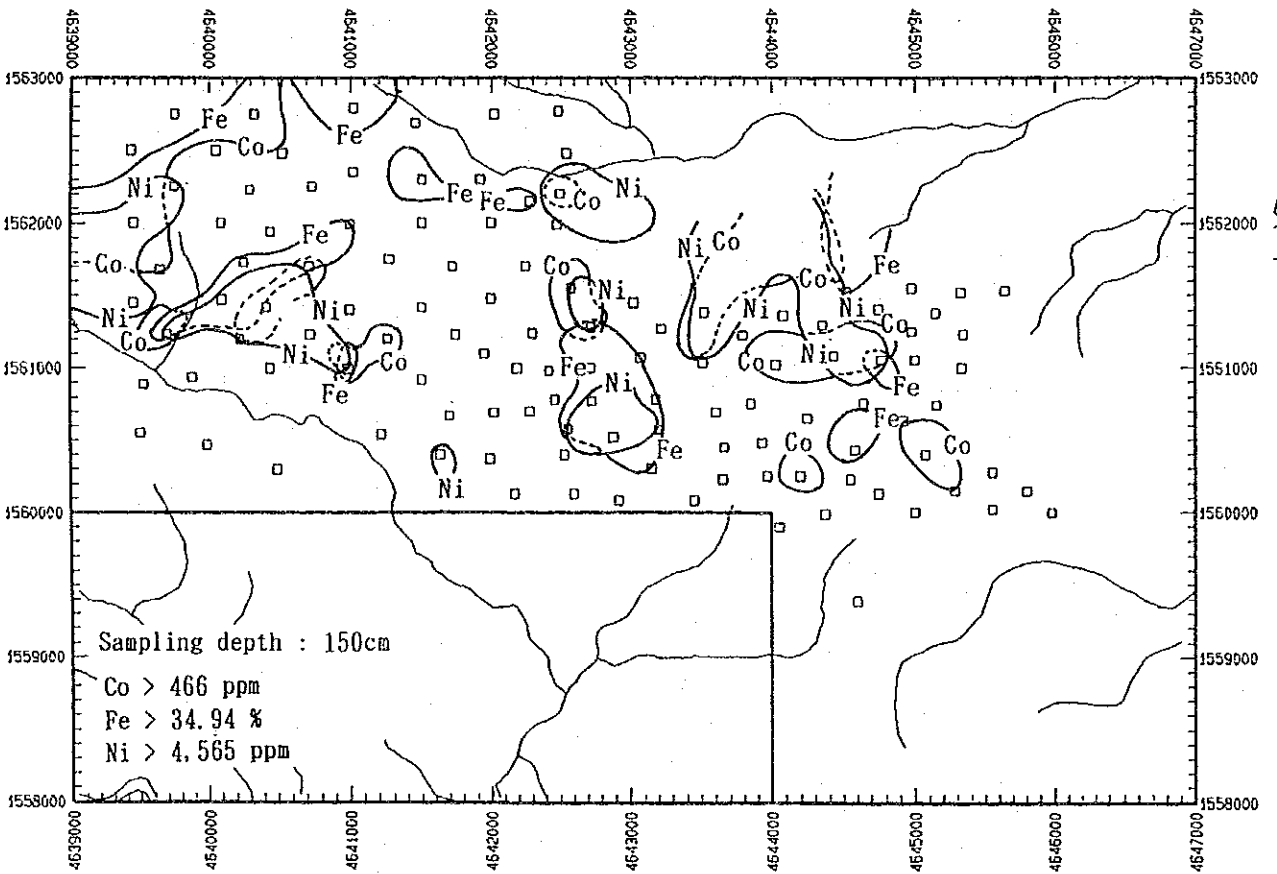 4639000 4640000 4641000 4642000 4643000 4644000 4645000 4646000 4647000
1563000 1553000
Fe Fe
Co
Ni Fe Fe Co Ni
1562000 1552000
Fe Ni Co
Co Co Co Fe
Ni Ni Ni Ni Ni
Co Co
Ni Co Fe Co Ni
1561000 1551000
Fe Ni Fe
Fe
Fe Co Co
Ni
1560000 1550000
Sampling depth : 150cm
1559000 1559000
Co > 466 ppm
Fe > 34.94 %
Ni > 4,565 ppm
1558000 1558000
4639000 4640000 4641000 4642000 4643000 4644000 4645000 4646000 4647000